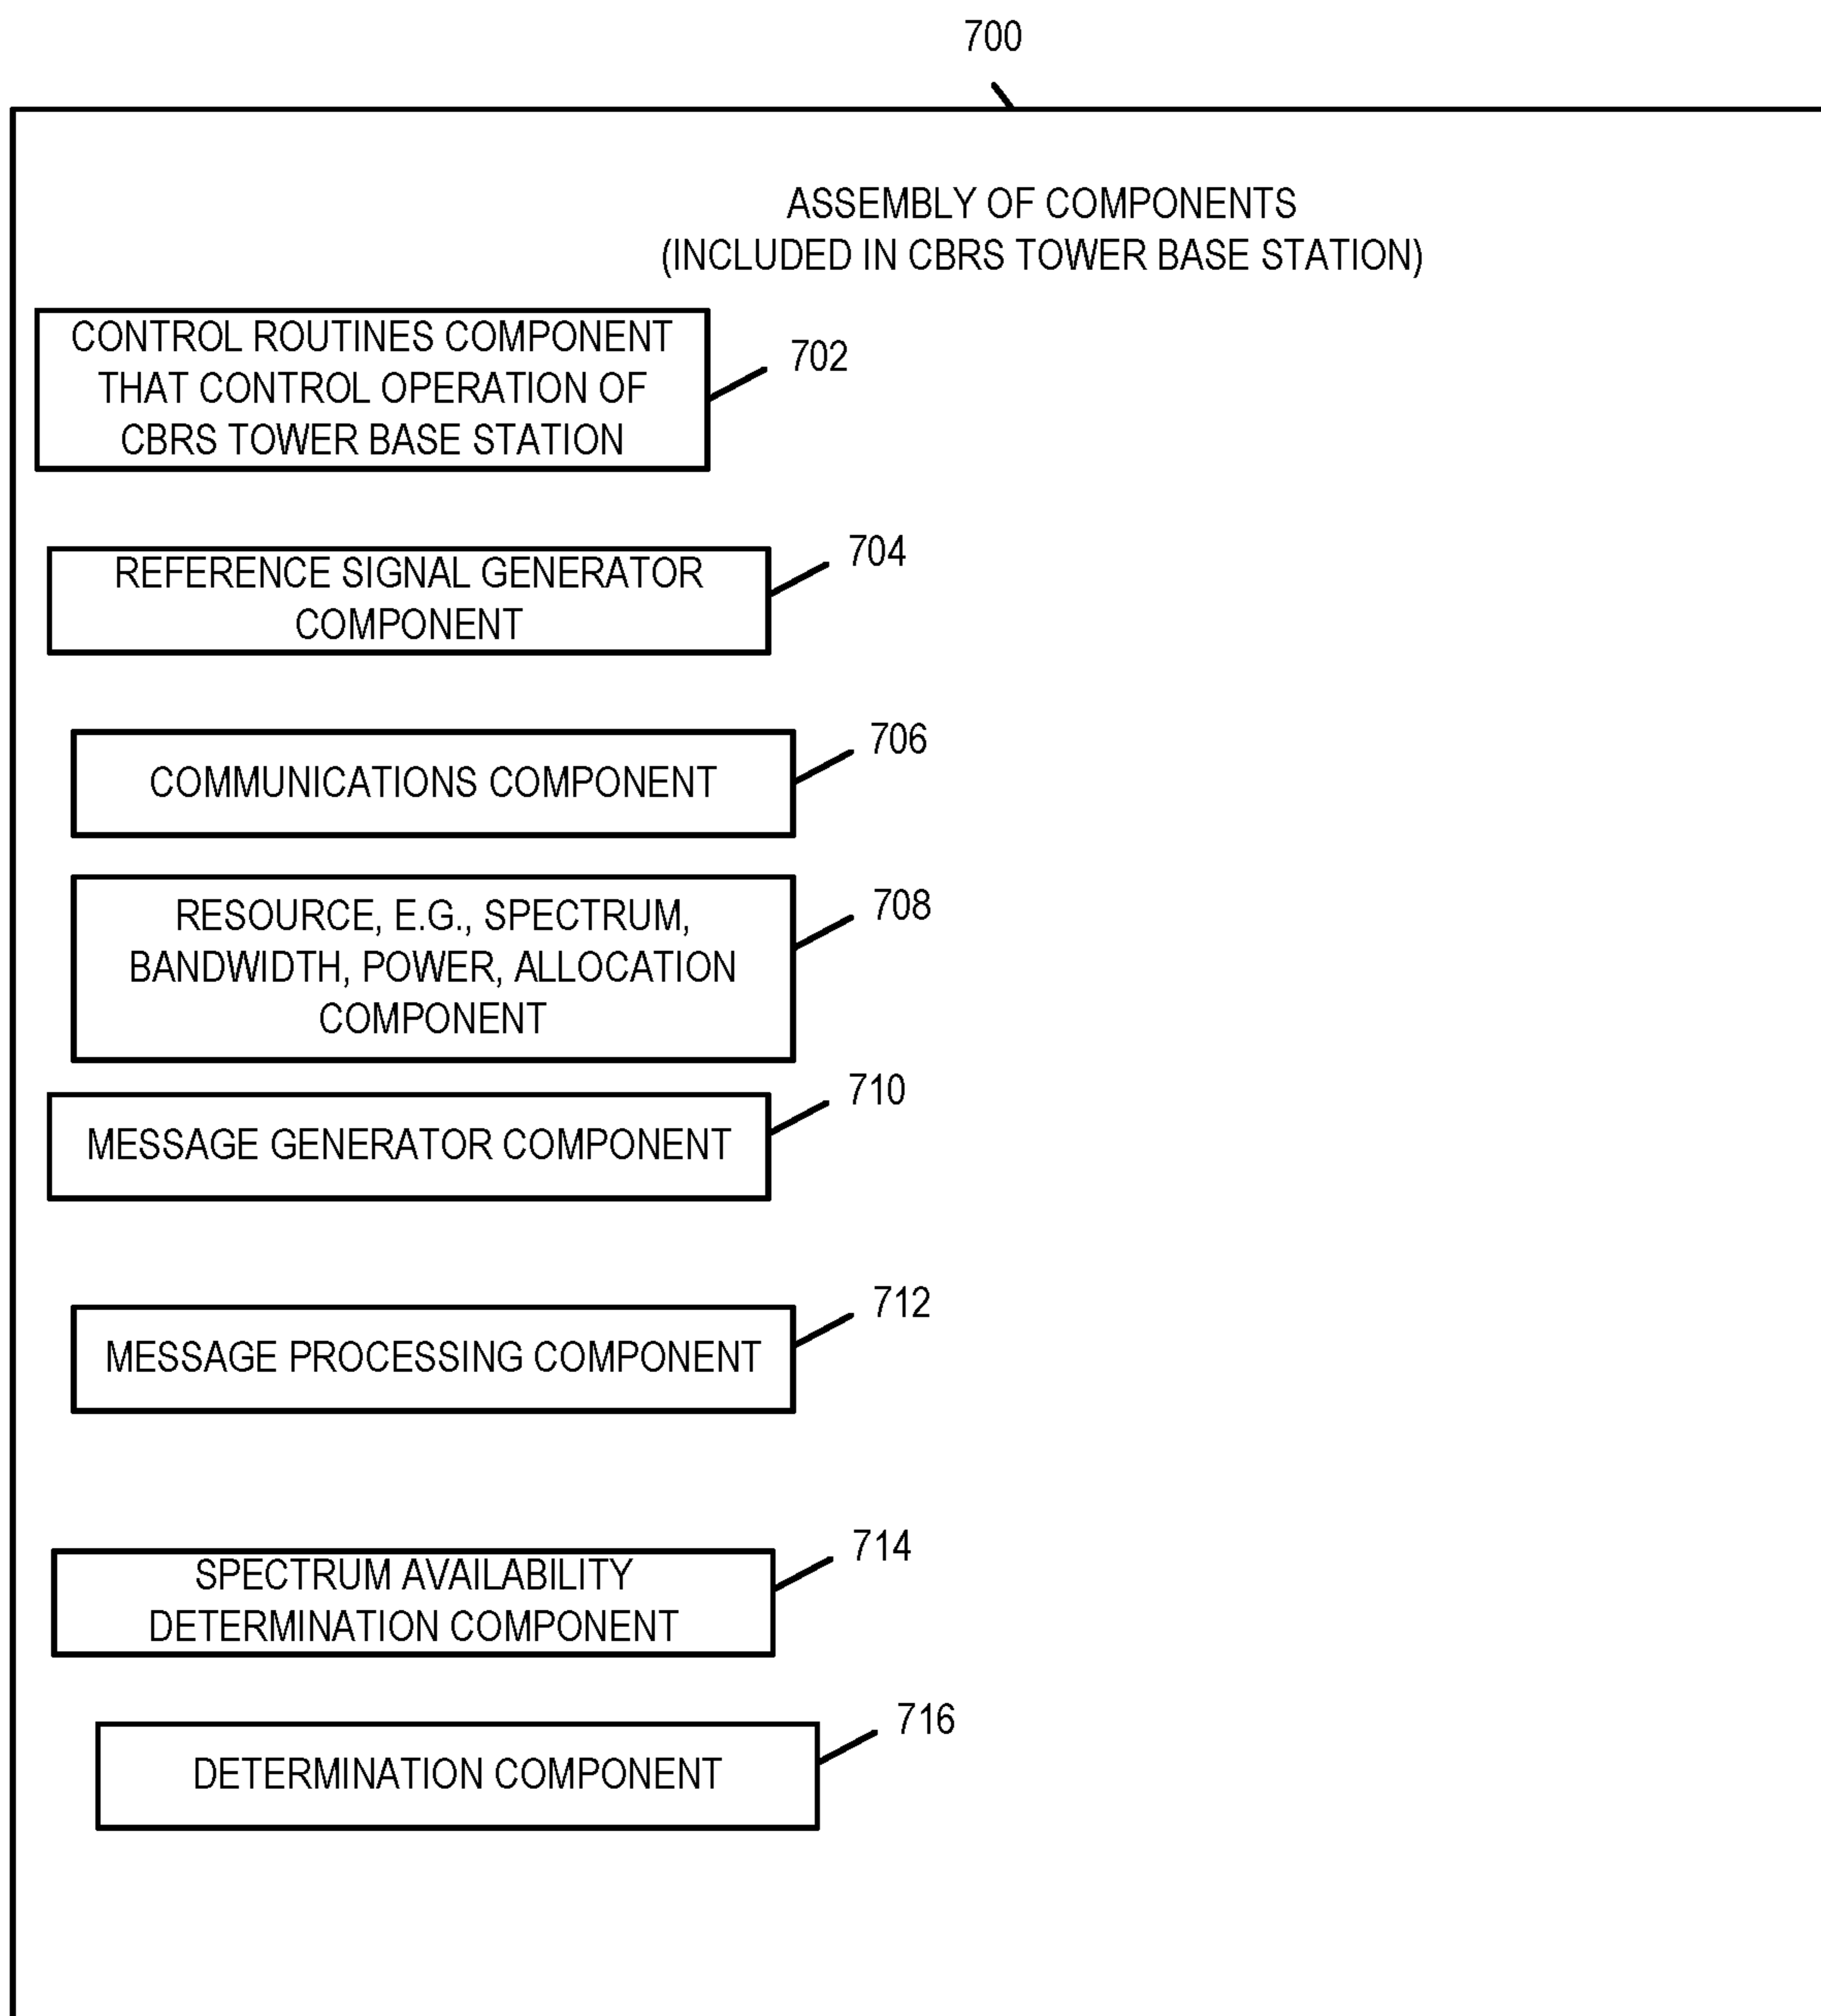 700
ASSEMBLY OF COMPONENTS
(INCLUDED IN CBRS TOWER BASE STATION)
CONTROL ROUTINES COMPONENT
THAT CONTROL OPERATION OF
CBRS TOWER BASE STATION
702
REFERENCE SIGNAL GENERATOR
COMPONENT
704
COMMUNICATIONS COMPONENT
706
RESOURCE, E.G., SPECTRUM,
BANDWIDTH, POWER, ALLOCATION
COMPONENT
708
MESSAGE GENERATOR COMPONENT
710
MESSAGE PROCESSING COMPONENT
712
SPECTRUM AVAILABILITY
DETERMINATION COMPONENT
714
DETERMINATION COMPONENT
716